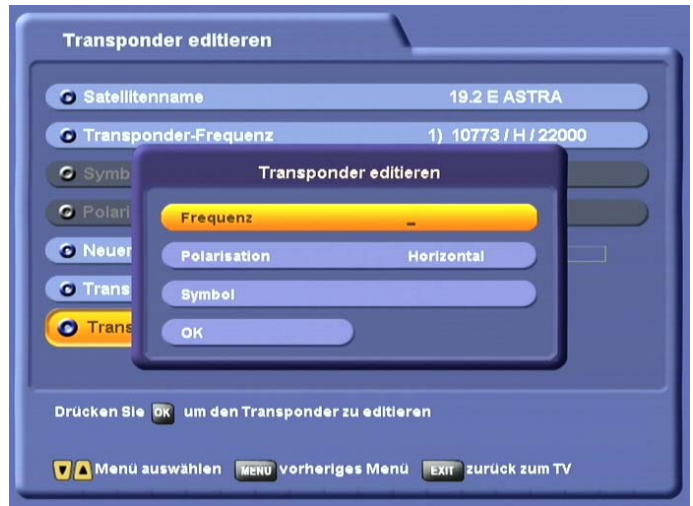 Transponder editieren
Satellitenname 19.2 E ASTRA
Transponder-Frequenz 1) 10773 / H / 22000
Symb
Polari
Neuer
Trans
Trans
Transponder editieren
Frequenz _
Polarisation Horizontal
Symbol
OK
Drücken Sie OK um den Transponder zu editieren
Menü auswählen MENU vorheriges Menü EXIT zurück zum TV